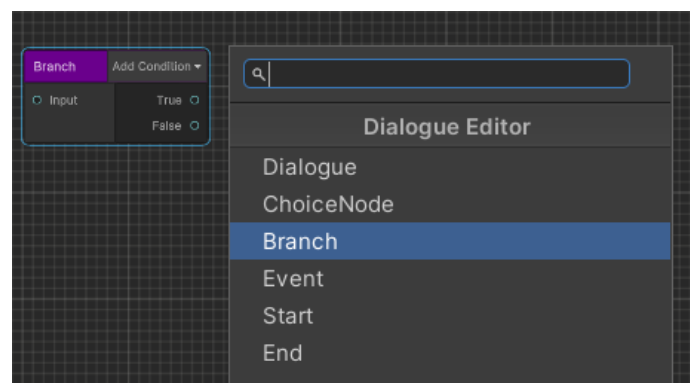 Branch Add Condition
Input True
False
Dialogue Editor
Dialogue
ChoiceNode
Branch
Event
Start
End